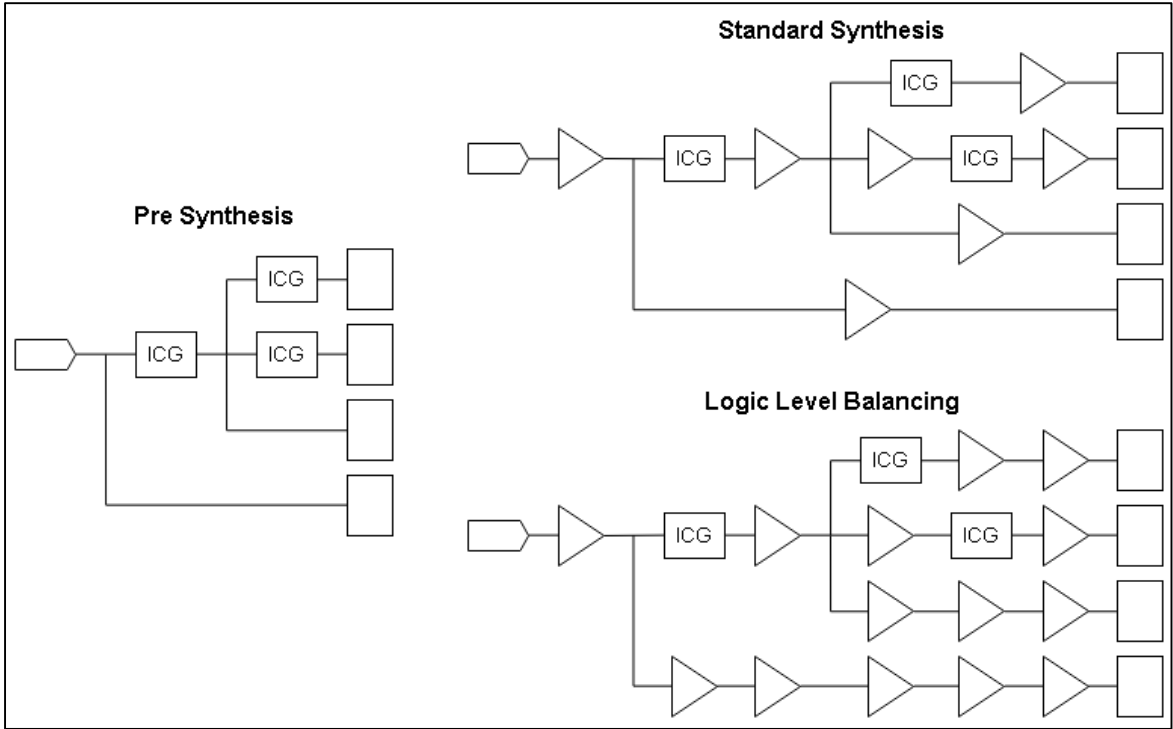 Pre Synthesis
ICG
ICG
ICG
Standard Synthesis
ICG
ICG
ICG
Logic Level Balancing
ICG
ICG
ICG